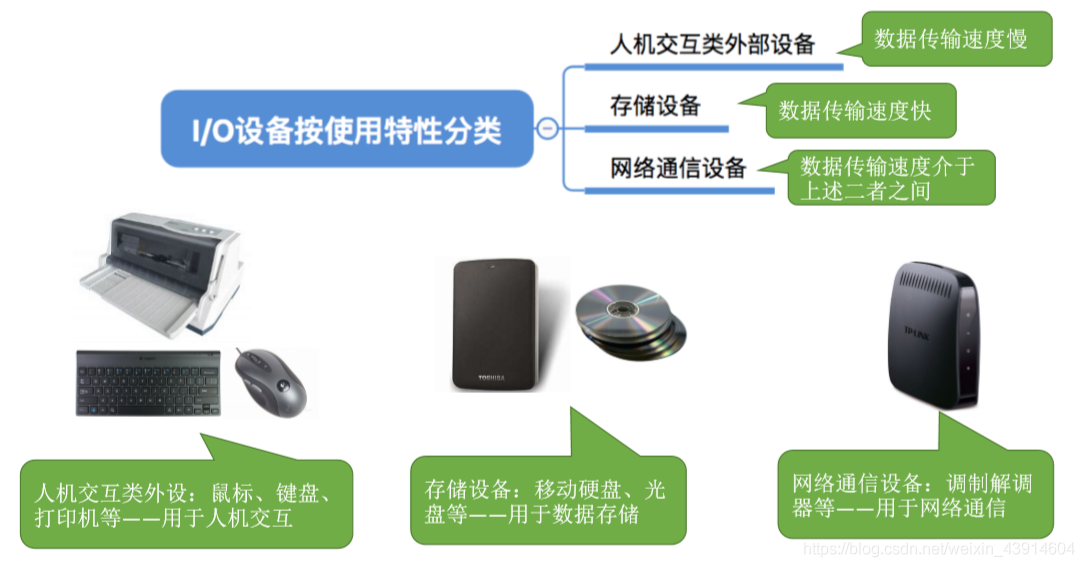 人机交互类外部设备
数据传输速度慢
I/O设备按使用特性分类
存储设备
数据传输速度快
网络通信设备
数据传输速度介于
上述二者之间
TOSHIBA
TP-LINK
人机交互类外设：鼠标、键盘、
打印机等——用于人机交互
存储设备：移动硬盘、光
盘等——用于数据存储
网络通信设备：调制解调
器等——用于网络通信
https://blog.csdn.net/weixin_43914604